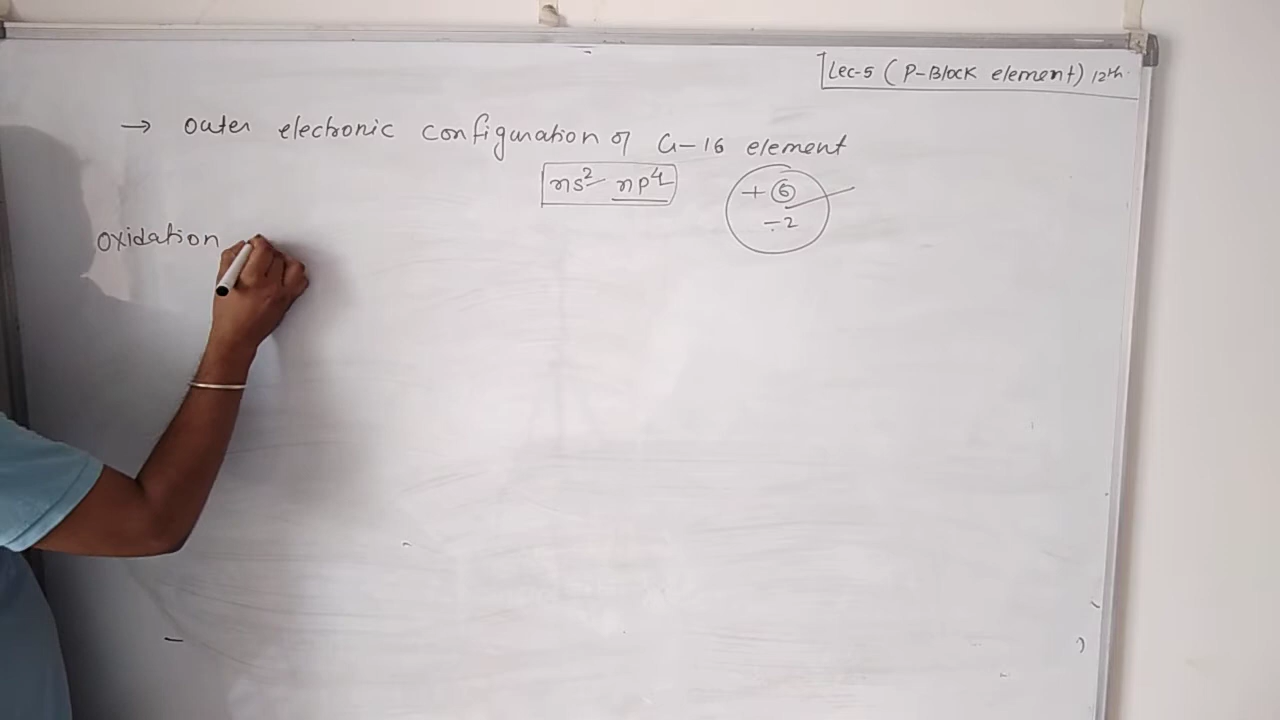 Lec-5 (P-Block element) 12th.
→ Outer electronic configuration of G-16 element
ns² np⁴
+ 6
-2
Oxidation